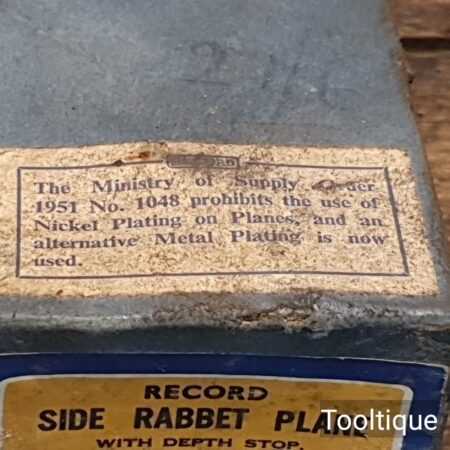 RECORD
The Ministry of Supply Order
1951 No. 1048 prohibits the use of
Nickel Plating on Planes, and an
alternative Metal Plating is now
used.
RECORD
SIDE RABBET PLANE
WITH DEPTH STOP.
Tooltique